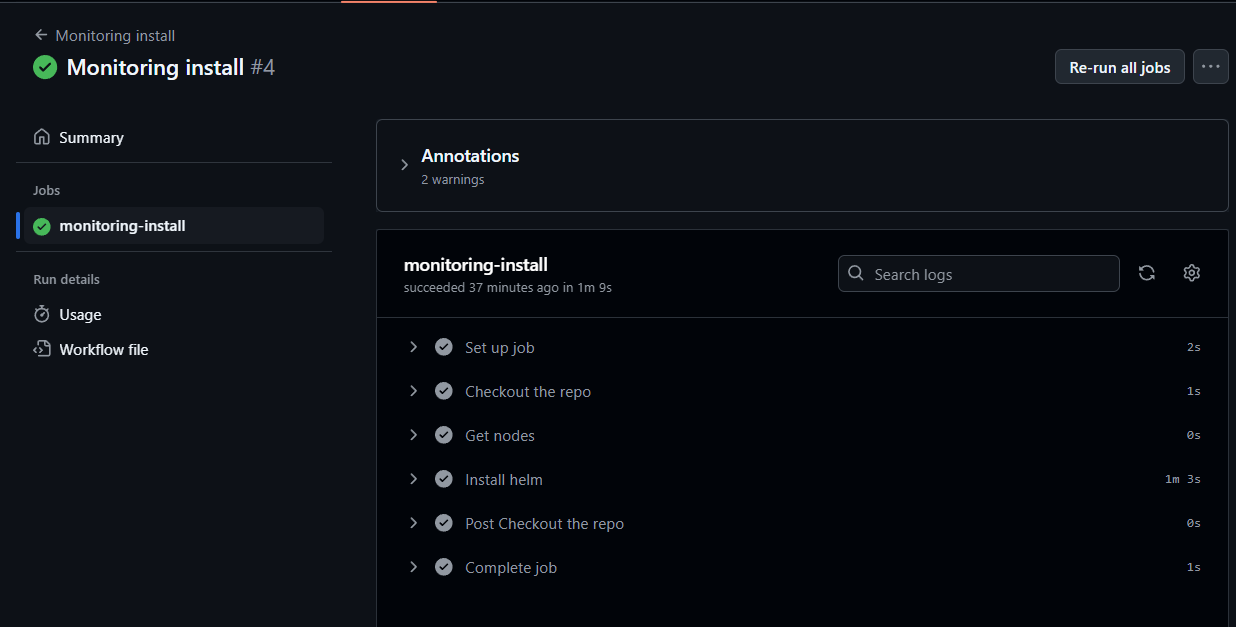 Monitoring install
Monitoring install #4
Re-run all jobs
Summary
Jobs
monitoring-install
Run details
Usage
Workflow file
Annotations
2 warnings
monitoring-install
succeeded 37 minutes ago in 1m 9s
Search logs
Set up job 2s
Checkout the repo 1s
Get nodes 0s
Install helm 1m 3s
Post Checkout the repo 0s
Complete job 1s